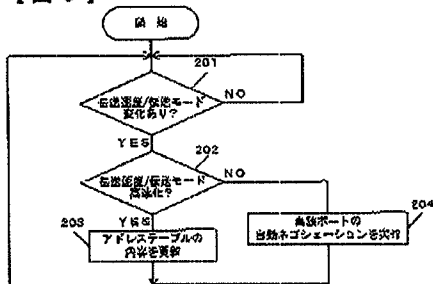 開 始
201
伝送速度/伝送モード
変化あり?
NO
YES
202
伝送速度/伝送モード
NO
YES
203
204
アドレステーブルの
内容を更新
当該ポートの
自動ネゴシエーションを実行